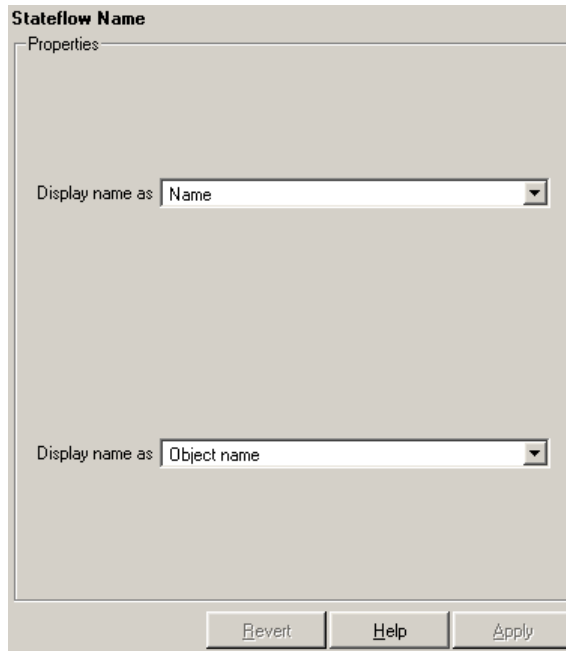 Stateflow Name
Properties
Display name as Name
Display name as Object name
Revert Help Apply